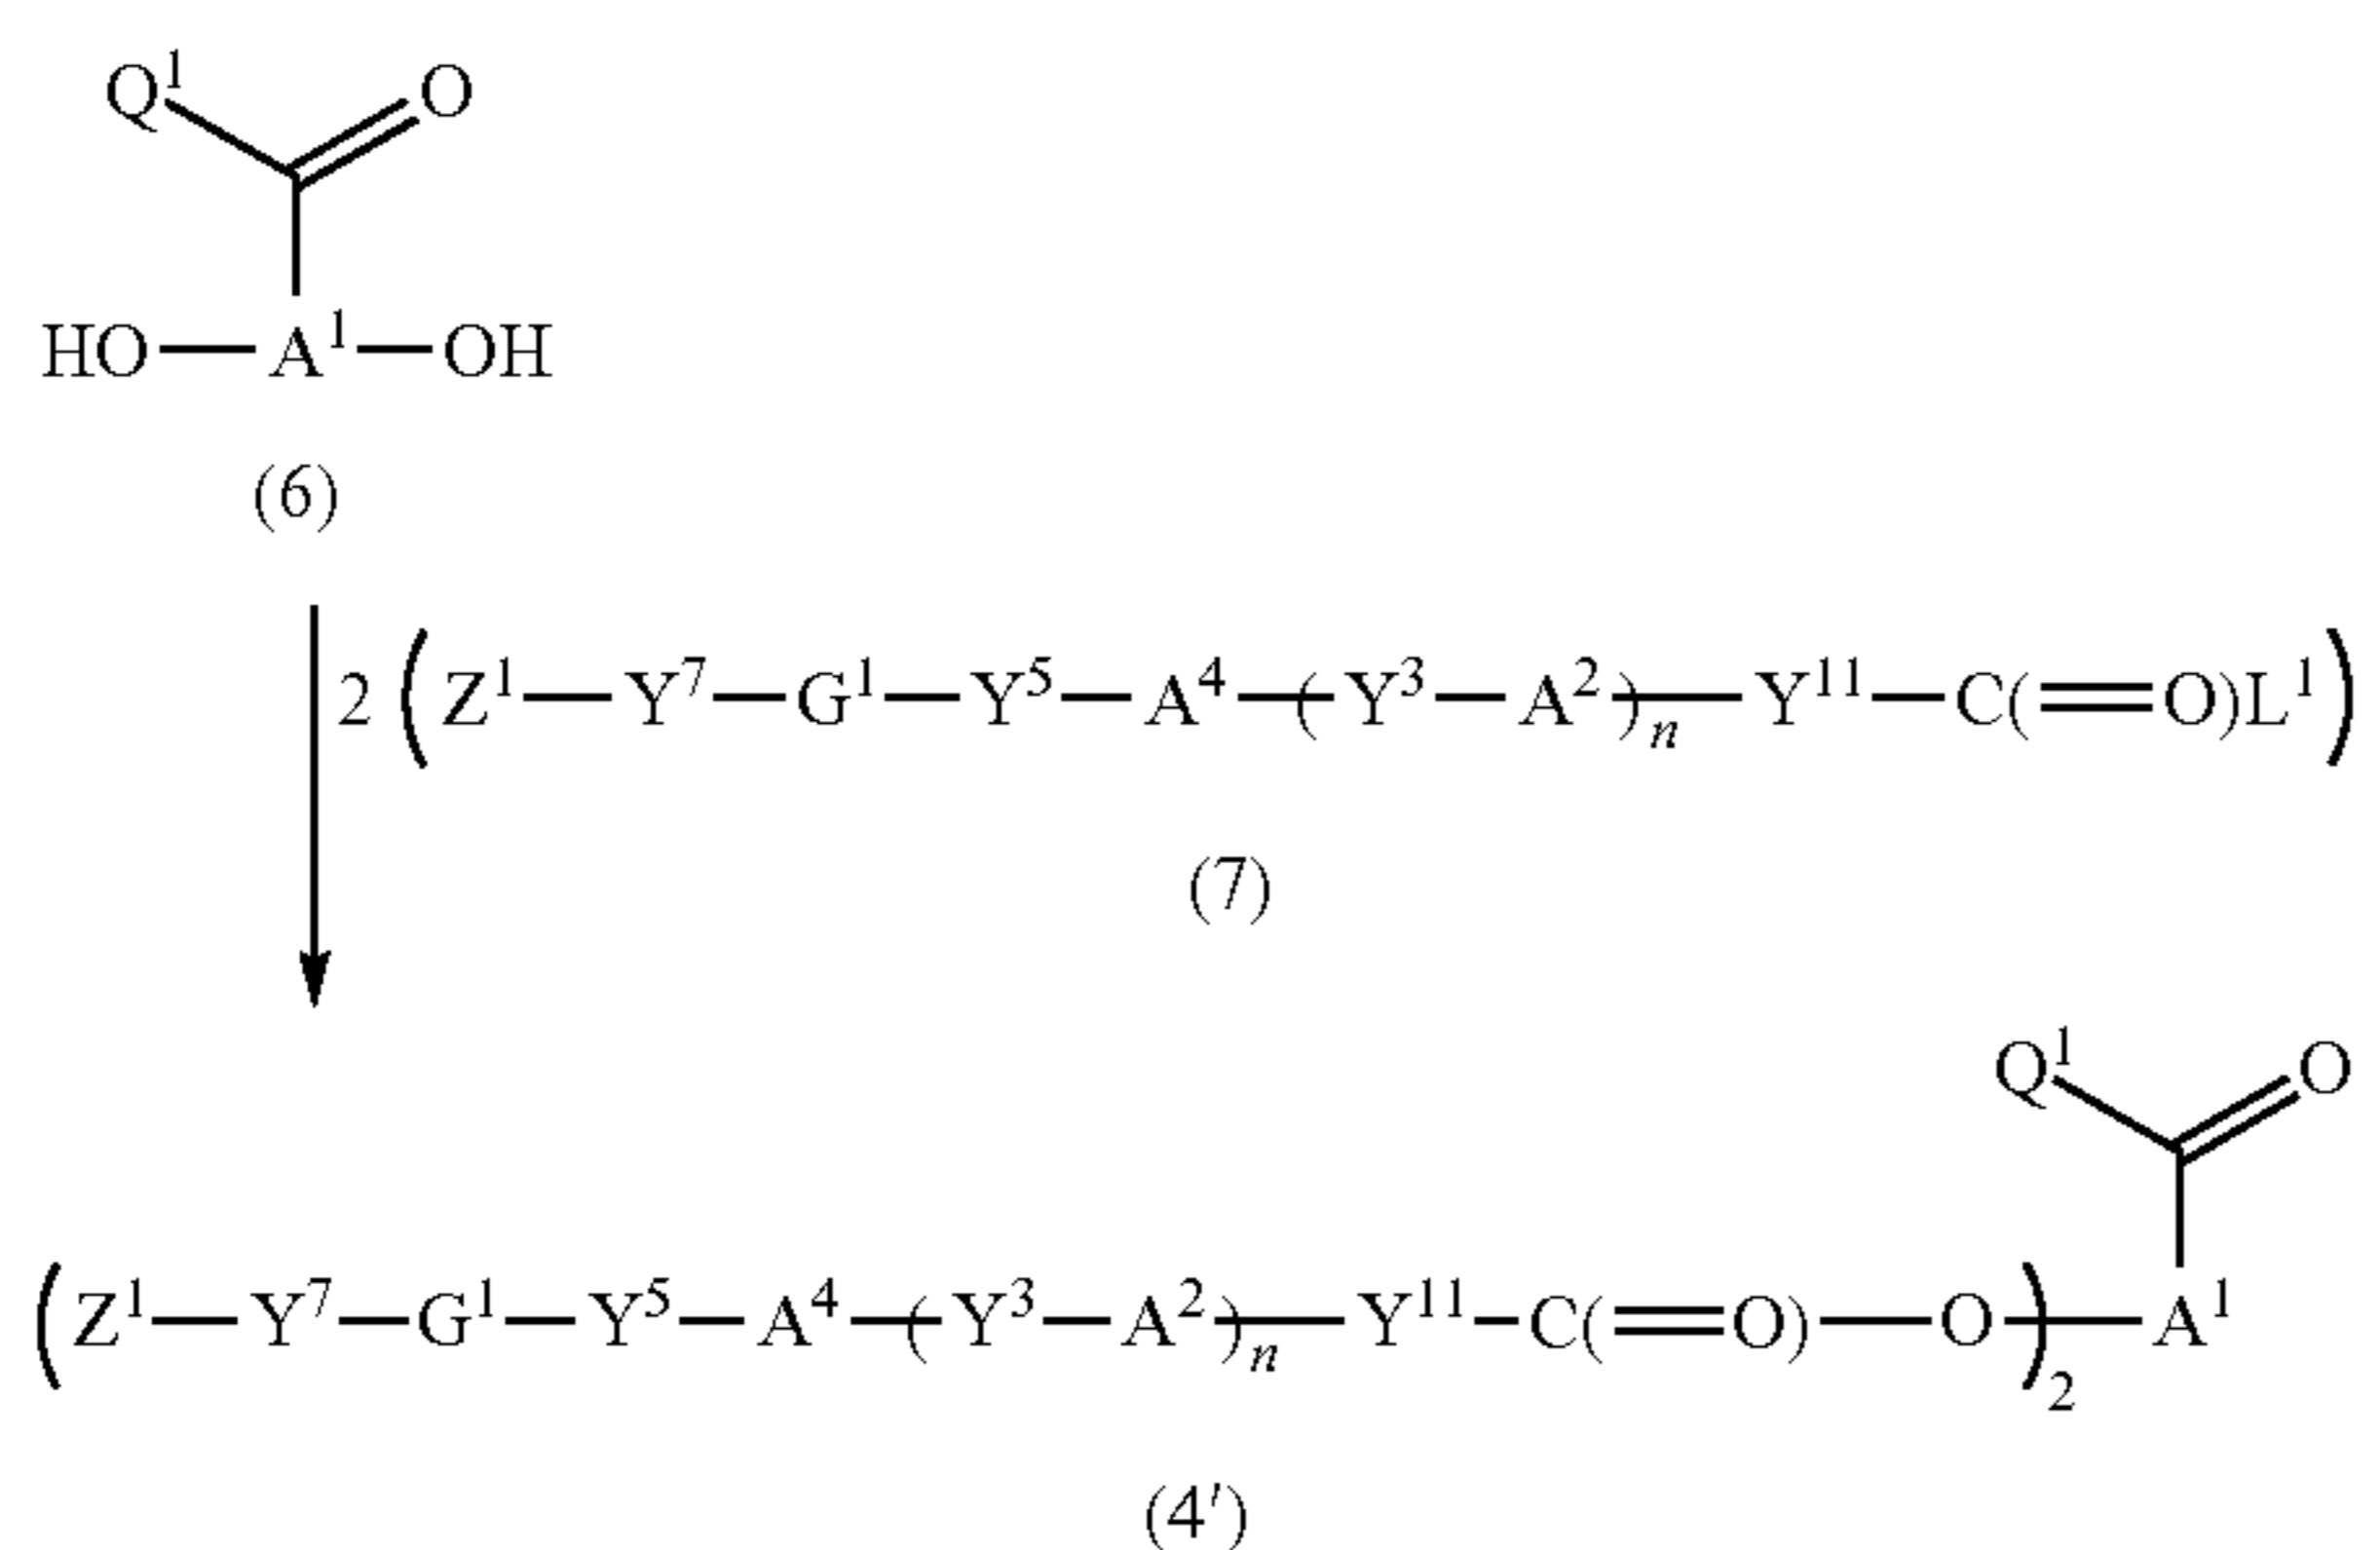 Q¹ O
HO—A¹—OH
(6)
2 (Z¹—Y⁷—G¹—Y⁵—A⁴—(Y³—A²)ₙ—Y¹¹—C(=O)L¹)
(7)
Q¹ O
(Z¹—Y⁷—G¹—Y⁵—A⁴—(Y³—A²)ₙ—Y¹¹—C(=O)—O)₂—A¹
(4′)